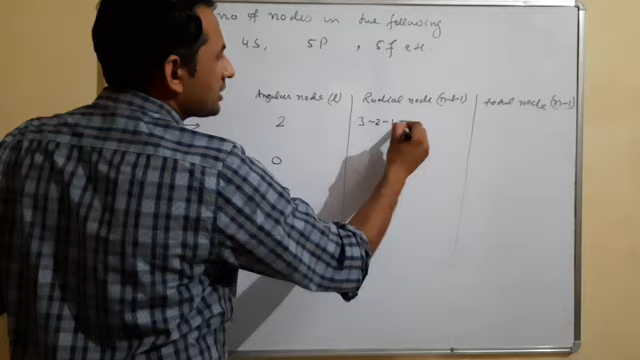 no of nodes in the following
4S, 5P , 5f etc.
Angular node (l) Radial node (n-l-1) total node (n-1)
2 3-2-1
0